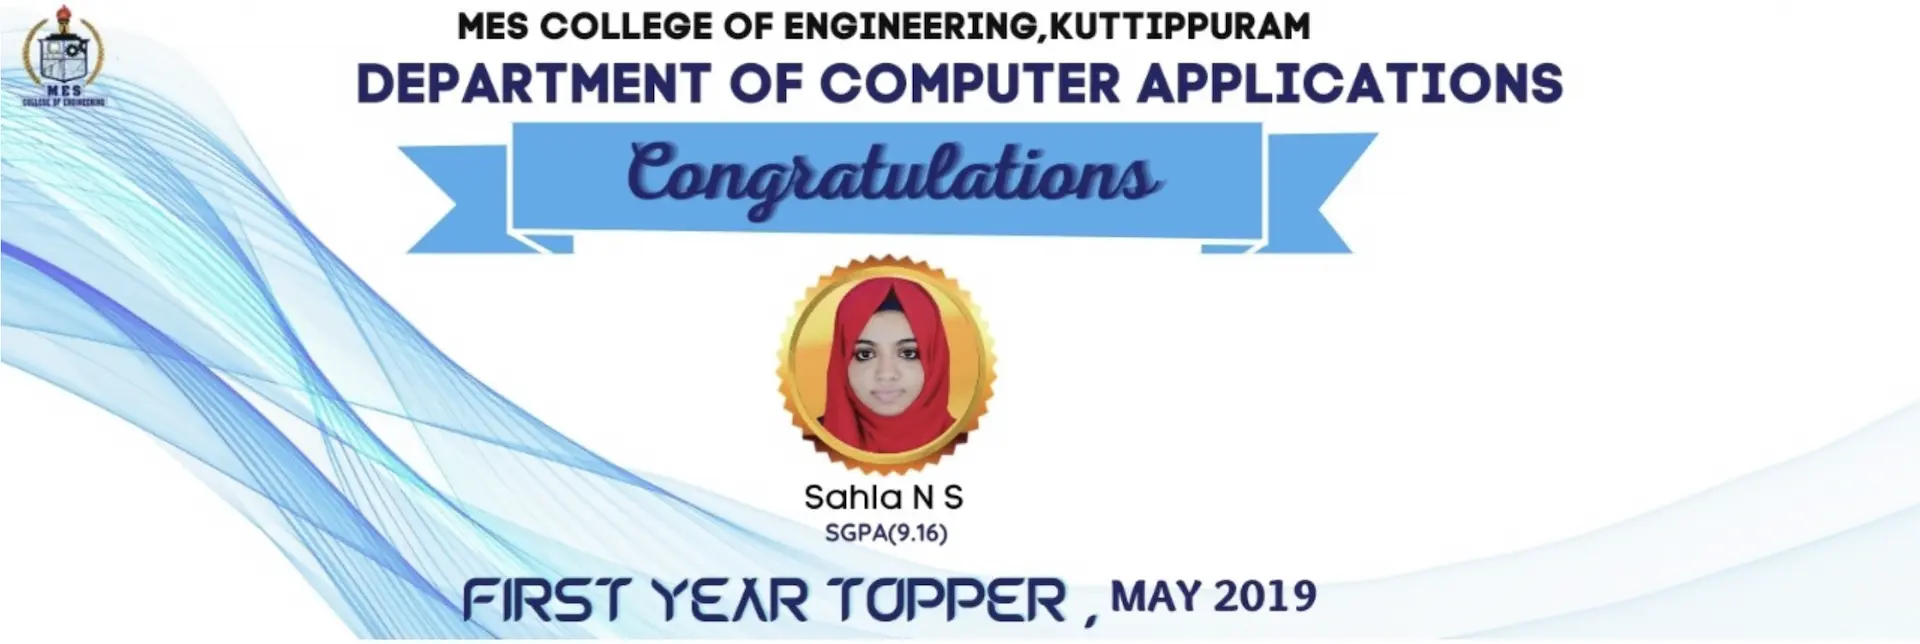 MES COLLEGE OF ENGINEERING,KUTTIPPURAM
DEPARTMENT OF COMPUTER APPLICATIONS
MES
COLLEGE OF ENGINEERING
Congratulations
Sahla N S
SGPA(9.16)
FIRST YEAR TOPPER , MAY 2019